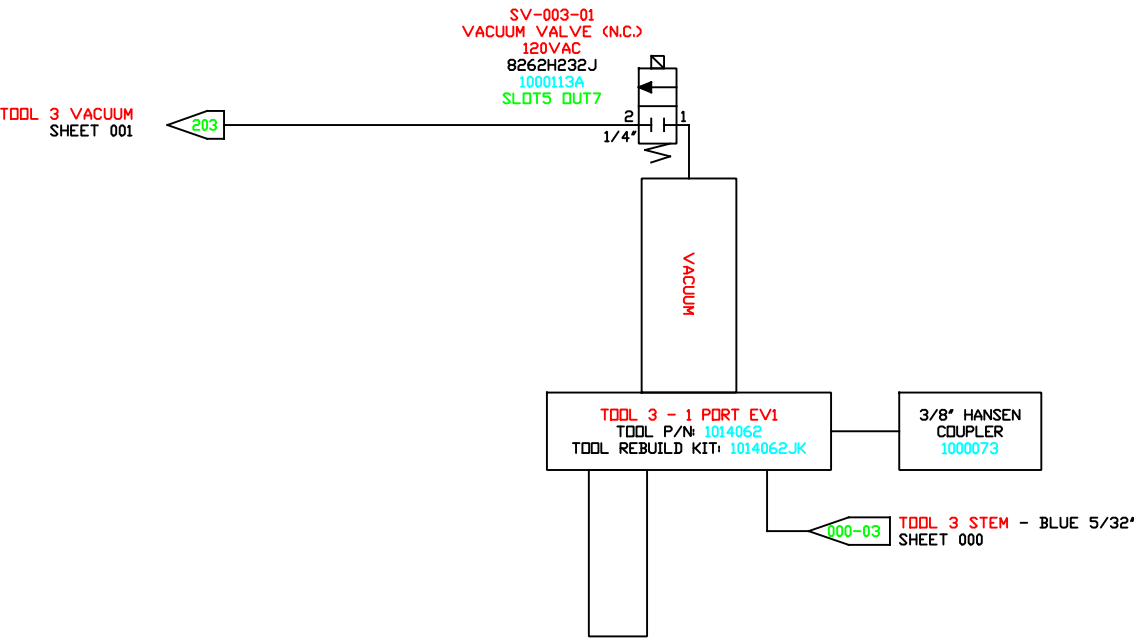 SV-003-01
VACUUM VALVE (N.C.)
120VAC
8262H232J
1000113A
SLOT5 OUT7
TOOL 3 VACUUM
SHEET 001
203
2
1
1/4"
VACUUM
TOOL 3 - 1 PORT EV1
TOOL P/N: 1014062
TOOL REBUILD KIT: 1014062JK
3/8" HANSEN
COUPLER
1000073
000-03
TOOL 3 STEM - BLUE 5/32"
SHEET 000